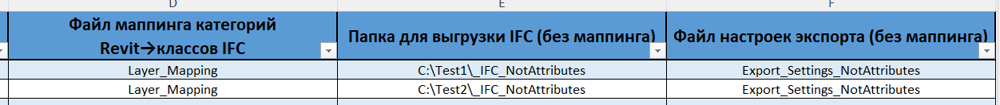 D E F
Файл маппинга категорий
Revit→классов IFC
Папка для выгрузки IFC (без маппинга)
Файл настроек экспорта (без маппинга)
Layer_Mapping C:\Test1\_IFC_NotAttributes Export_Settings_NotAttributes
Layer_Mapping C:\Test2\_IFC_NotAttributes Export_Settings_NotAttributes